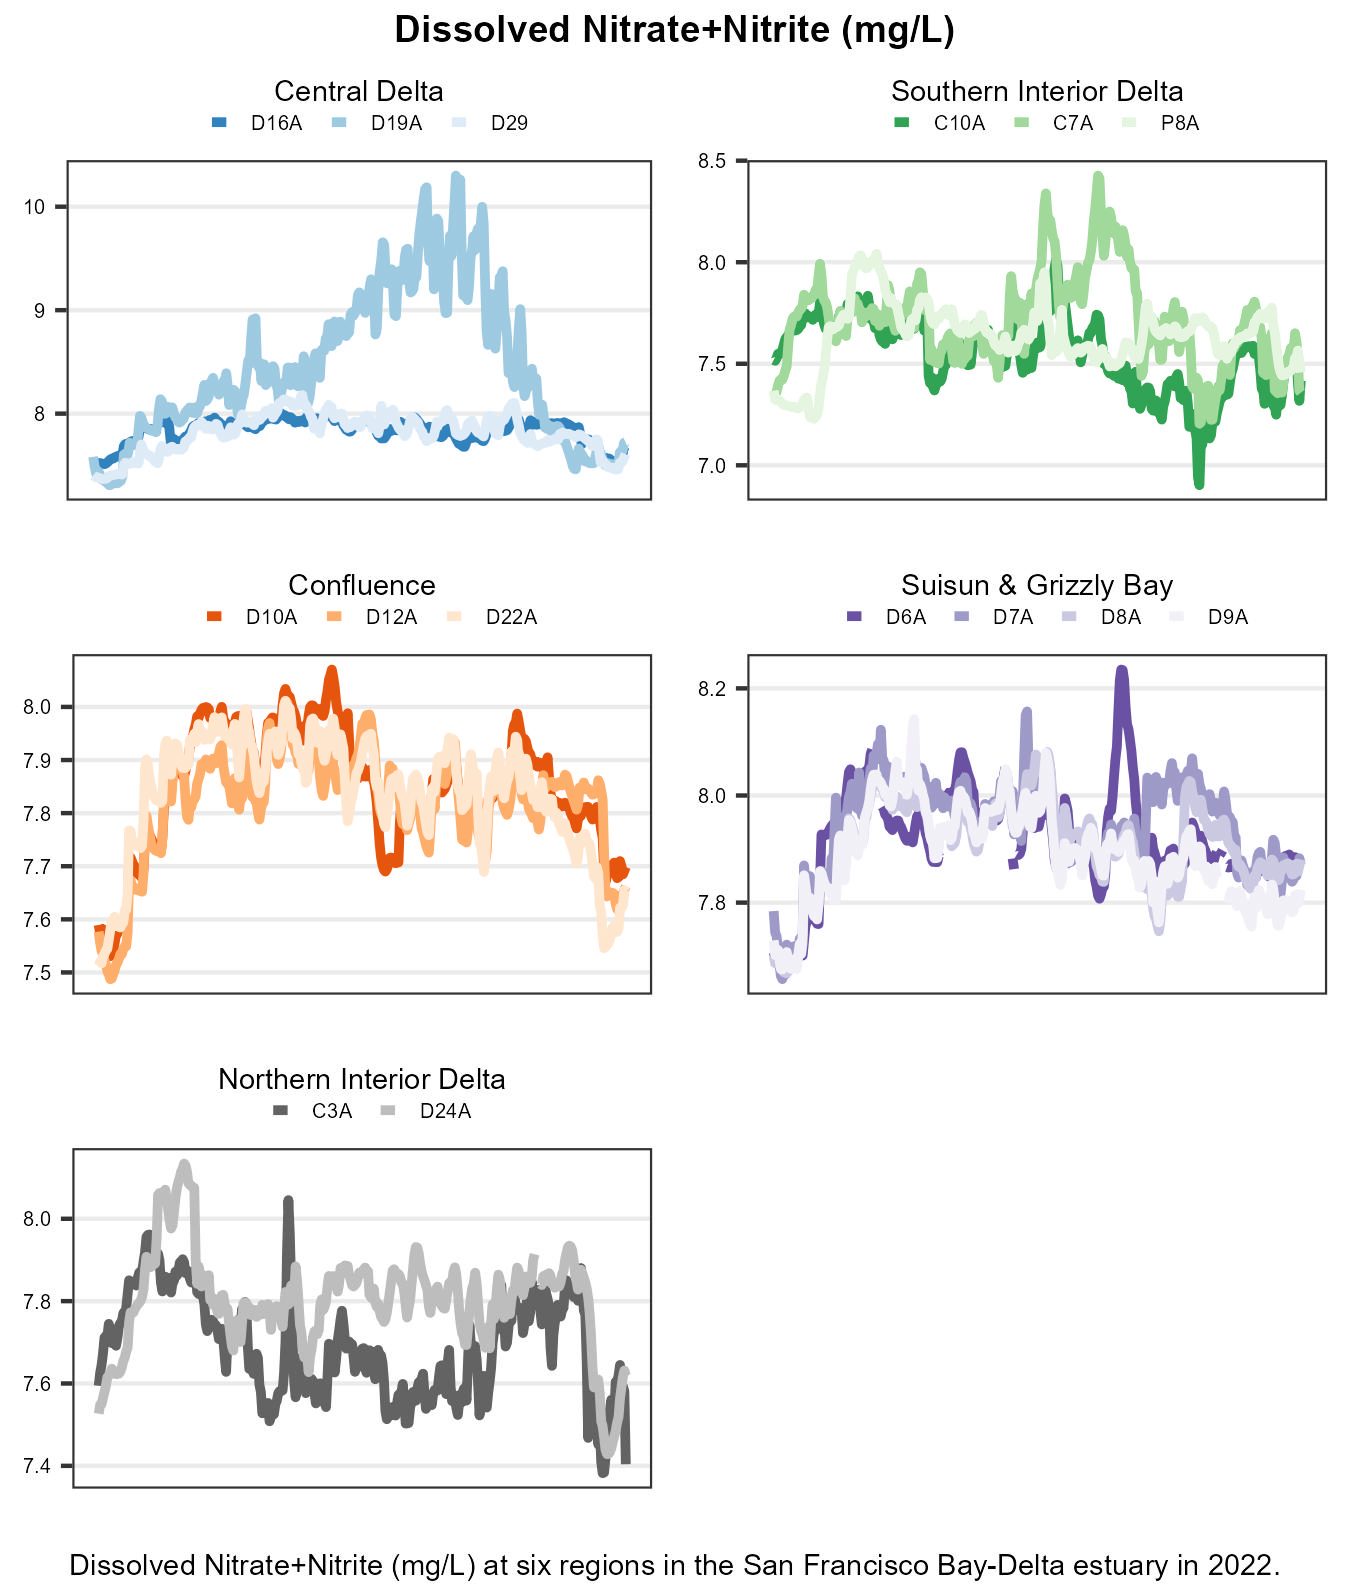 Dissolved Nitrate+Nitrite (mg/L)
Central Delta
D16A D19A D29
10
9
8
Southern Interior Delta
C10A C7A P8A
8.5
8.0
7.5
7.0
Confluence
D10A D12A D22A
8.0
7.9
7.8
7.7
7.6
7.5
Suisun & Grizzly Bay
D6A D7A D8A D9A
8.2
8.0
7.8
Northern Interior Delta
C3A D24A
8.0
7.8
7.6
7.4
Dissolved Nitrate+Nitrite (mg/L) at six regions in the San Francisco Bay-Delta estuary in 2022.